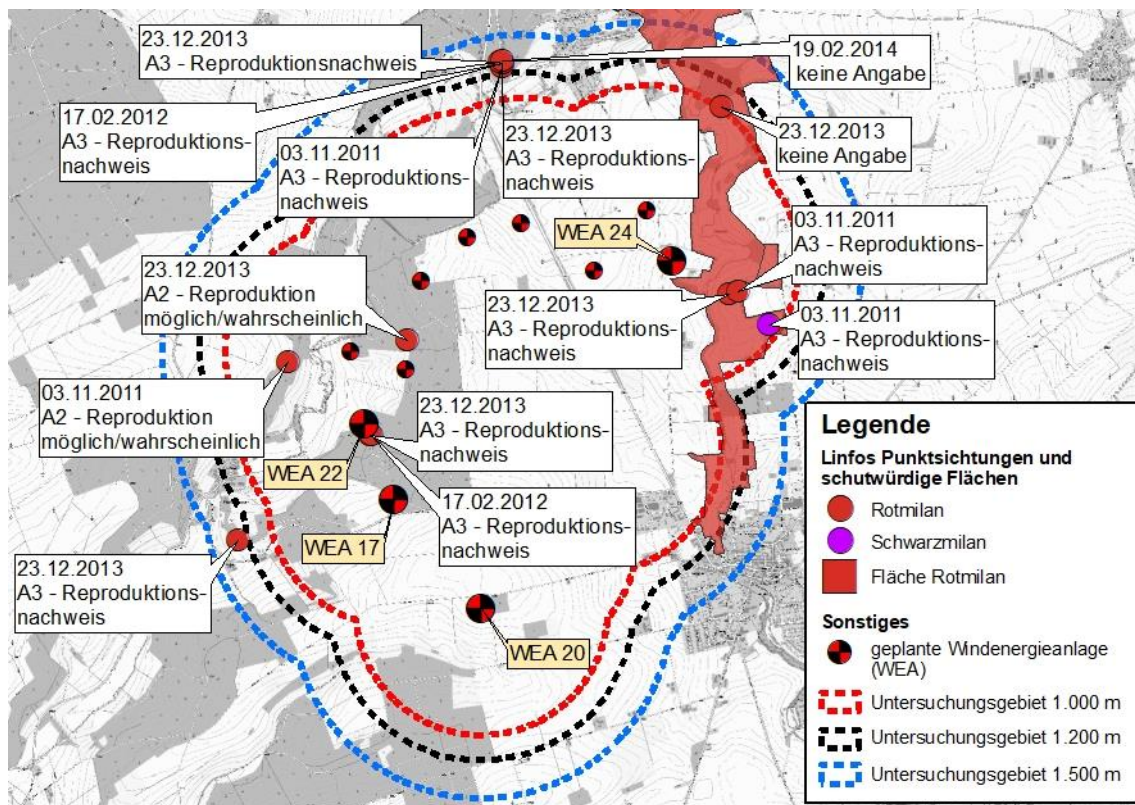 23.12.2013
A3 - Reproduktionsnachweis
19.02.2014
keine Angabe
17.02.2012
A3 - Reproduktions-
nachweis
03.11.2011
A3 - Reproduktions-
nachweis
23.12.2013
A3 - Reproduktions-
nachweis
23.12.2013
keine Angabe
WEA 24
03.11.2011
A3 - Reproduktions-
nachweis
23.12.2013
A2 - Reproduktion
möglich/wahrscheinlich
23.12.2013
A3 - Reproduktions-
nachweis
03.11.2011
A3 - Reproduktions-
nachweis
03.11.2011
A2 - Reproduktion
möglich/wahrscheinlich
23.12.2013
A3 - Reproduktions-
nachweis
WEA 22
17.02.2012
A3 - Reproduktions-
nachweis
WEA 17
23.12.2013
A3 - Reproduktions-
nachweis
WEA 20
Legende
Linfos Punktsichtungen und
schutwürdige Flächen
Rotmilan
Schwarzmilan
Fläche Rotmilan
Sonstiges
geplante Windenergieanlage
(WEA)
Untersuchungsgebiet 1.000 m
Untersuchungsgebiet 1.200 m
Untersuchungsgebiet 1.500 m